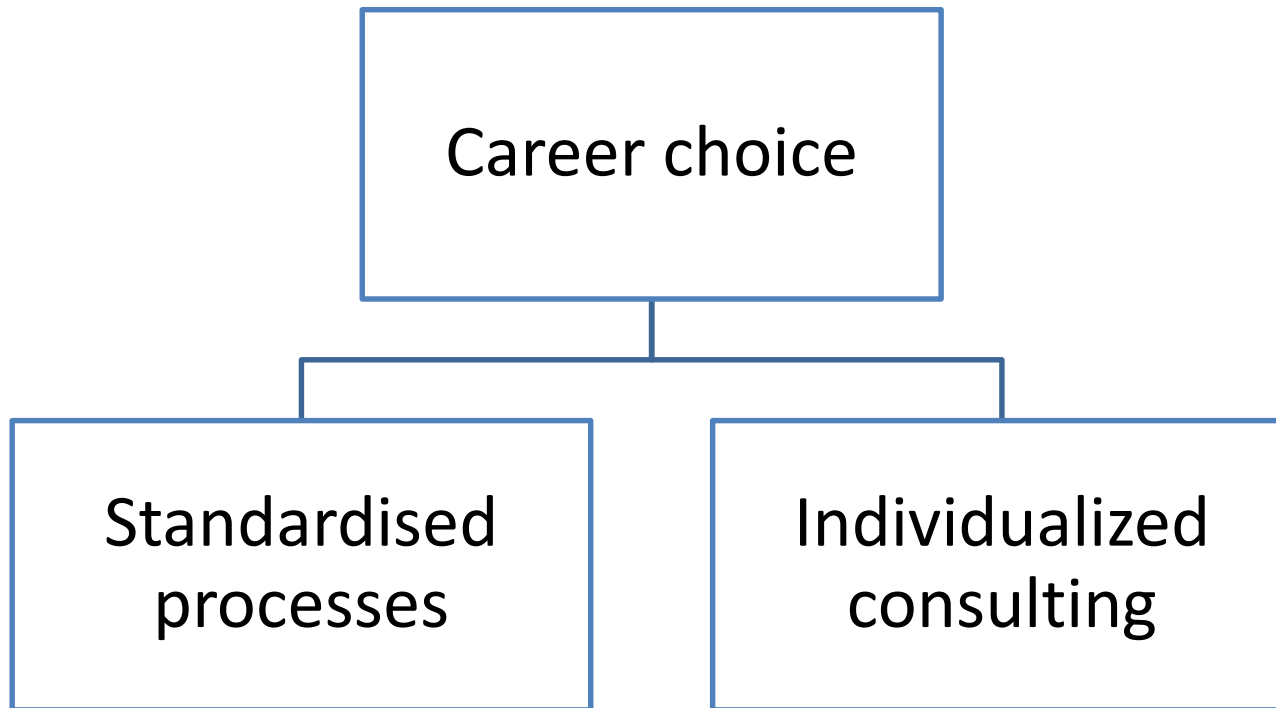 Career choice
Standardised
processes
Individualized
consulting